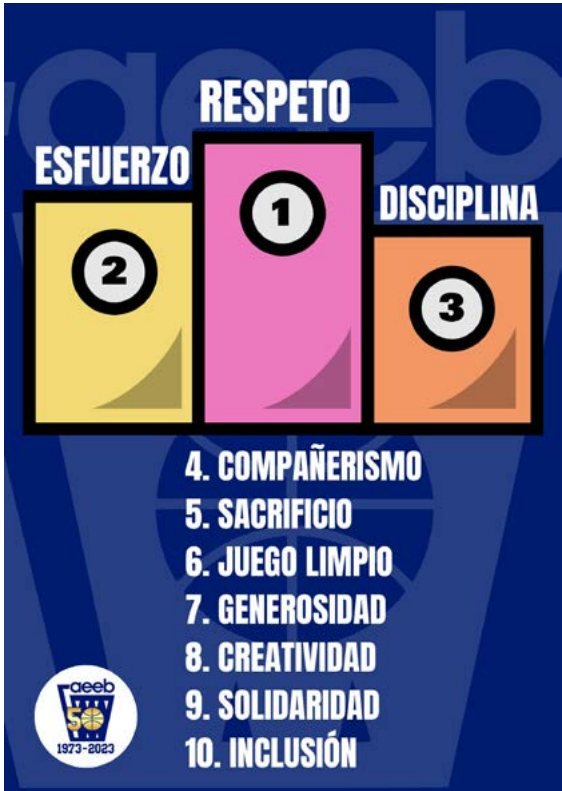 aeeb
RESPETO
ESFUERZO
DISCIPLINA
1
2
3
4. COMPAÑERISMO
5. SACRIFICIO
6. JUEGO LIMPIO
7. GENEROSIDAD
8. CREATIVIDAD
9. SOLIDARIDAD
10. INCLUSIÓN
aeeb
50
1973-2023